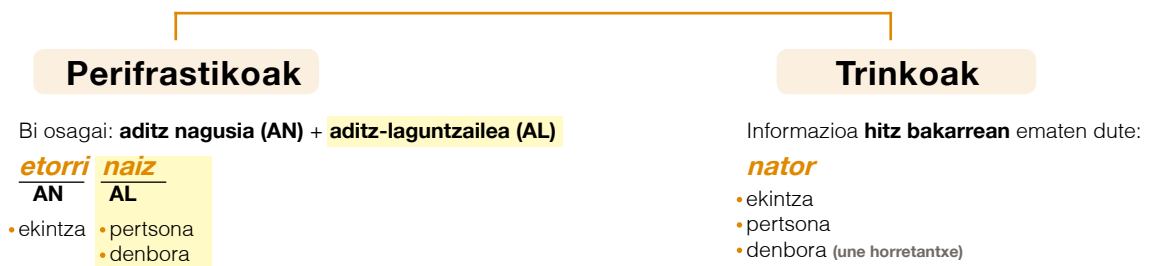 Perifrastikoak
Bi osagai: aditz nagusia (AN) + aditz-laguntzailea (AL)
etorri naiz
AN AL
• ekintza • pertsona
• denbora
Trinkoak
Informazioa hitz bakarrean ematen dute:
nator
• ekintza
• pertsona
• denbora (une horretantxe)